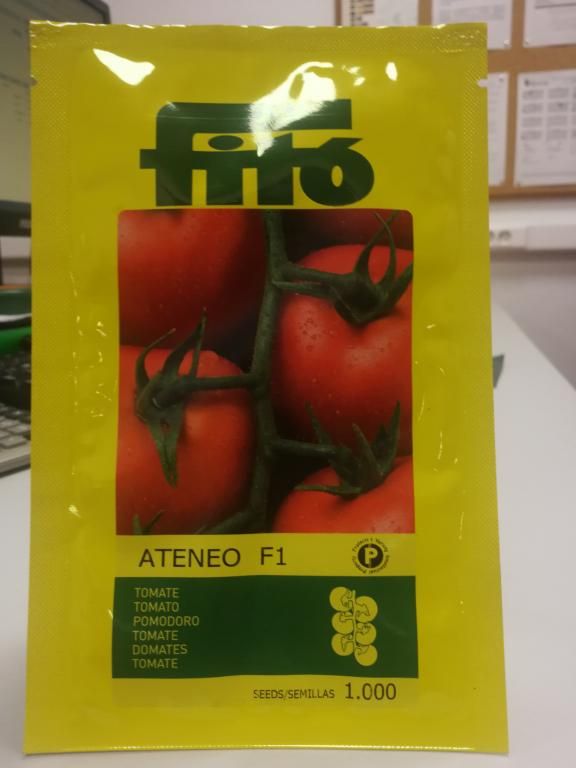 fitó
ATENEO F1
P
TOMATE
TOMATO
POMODORO
TOMATE
DOMATES
TOMATE
SEEDS/SEMILLAS 1.000